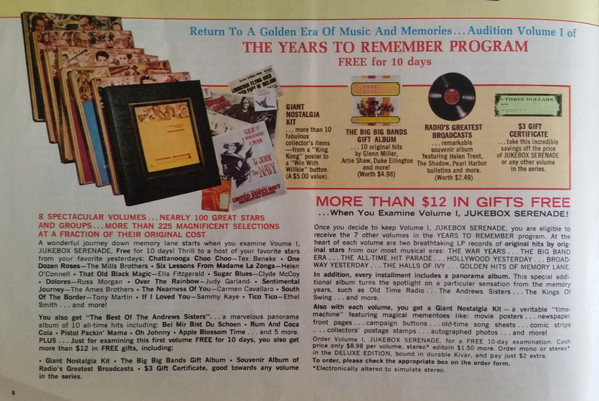 Return To A Golden Era Of Music And Memories...Audition Volume 1 of
THE YEARS TO REMEMBER PROGRAM
FREE for 10 days
GIANT
NOSTALGIA
KIT
...more than 10
fabulous
collector's items
—from a "King
Kong" poster to
a "Win With
Willkie" button.
(A $5.00 value).
THE BIG BIG BANDS
GIFT ALBUM
...10 original hits
by Glenn Miller,
Artie Shaw, Duke Ellington
and more!
(Worth $4.98)
RADIO'S GREATEST
BROADCASTS
...remarkable
souvenir album
featuring Helen Trent,
The Shadow, Pearl Harbor
bulletins and more.
(Worth $2.49)
THREE DOLLARS
$3 GIFT
CERTIFICATE
...take this incredible
savings off the price
of JUKEBOX SERENADE
or any other volume
in the series.
JOIN
THE
NAVY
8 SPECTACULAR VOLUMES...NEARLY 100 GREAT STARS
AND GROUPS...MORE THAN 225 MAGNIFICENT SELECTIONS
AT A FRACTION OF THEIR ORIGINAL COST
A wonderful journey down memory lane starts when you examine Voume I,
JUKEBOX SERENADE, Free for 10 days! Thrill to a host of your favorite stars
from your favorite yesterdays: Chattanooga Choo Choo—Tex Beneke • One
Dozen Roses—The Mills Brothers • Six Lessons From Madame La Zonga—Helen
O'Connell • That Old Black Magic—Ella Fitzgerald • Sugar Blues—Clyde McCoy
• Dolores—Russ Morgan • Over The Rainbow—Judy Garland • Sentimental
Journey—The Ames Brothers • The Nearness Of You—Carmen Cavallaro • South
Of The Border—Tony Martin • If I Loved You—Sammy Kaye • Tico Tico—Ethel
Smith ... and more!
You also get "The Best Of The Andrews Sisters"... a marvelous panorama
album of 10 all-time hits including: Bei Mir Bist Du Schoen • Rum And Coca
Cola • Pistol Packin' Mama • Oh Johnny • Apple Blossom Time ... and 5 more.
PLUS ... Just for examining this first volume FREE for 10 days, you also get
more than $12 in FREE gifts, including:
• Giant Nostalgia Kit • The Big Big Bands Gift Album • Souvenir Album of
Radio's Greatest Broadcasts • $3 Gift Certificate, good towards any volume
in the series.
MORE THAN $12 IN GIFTS FREE
...When You Examine Volume I, JUKEBOX SERENADE!
Once you decide to keep Volume I, JUKEBOX SERENADE, you are eligible to
receive the 7 other volumes in THE YEARS TO REMEMBER program. At the
heart of each volume are two breathtaking LP records of original hits by orig-
inal stars from our most musical eras: THE WAR YEARS...THE BIG BAND
ERA...THE ALL-TIME HIT PARADE...HOLLYWOOD YESTERDAY...BROAD-
WAY YESTERDAY...THE HALLS OF IVY...GOLDEN HITS OF MEMORY LANE.
In addition, every installment includes a panorama album. This special addi-
tional album turns the spotlight on a particular sensation from the memory
years, such as Old Time Radio...The Andrews Sisters...The Kings Of
Swing...and more.
Also with each volume, you get a Giant Nostalgia Kit — a veritable "time-
machine" featuring magical mementoes like: movie posters...newspaper
front pages...campaign buttons...old-time song sheets...comic strips
...collectors' postage stamps...autographed photos...and more!
Order Volume I, JUKEBOX SERENADE, for a FREE 10-day examination. Cash
price only $8.98 per volume, stereo* editoin $1.50 more. Order mono or stereo*
in the DELUXE EDITION, bound in durable Kivar, and pay just $2 extra.
To order, please check the appropriate box on the order form.
*Electronically altered to simulate stereo.